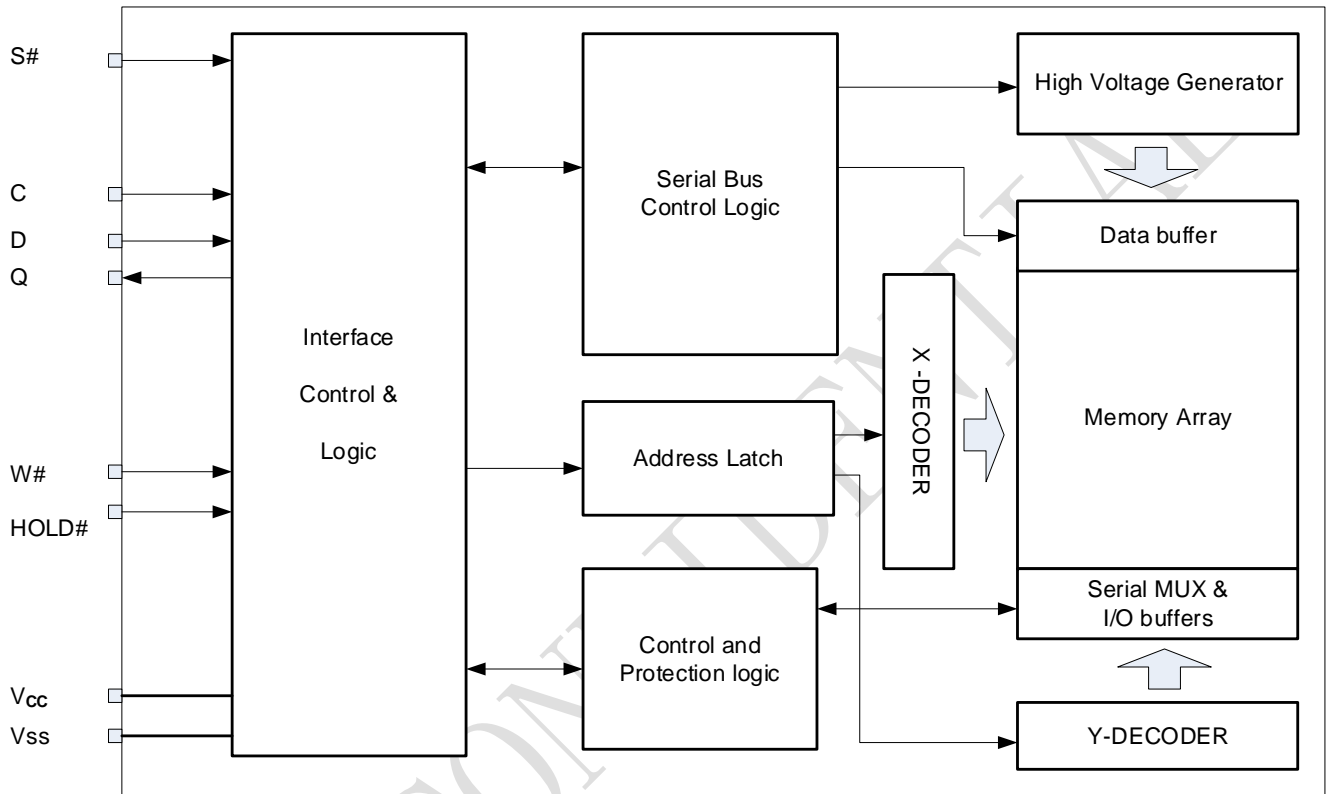 S#
C
D
Q
W#
HOLD#
Vcc
Vss
Interface
Control &
Logic
Serial Bus
Control Logic
Address Latch
Control and
Protection logic
X -DECODER
High Voltage Generator
Data buffer
Memory Array
Serial MUX &
I/O buffers
Y-DECODER
CONFIDENTIAL